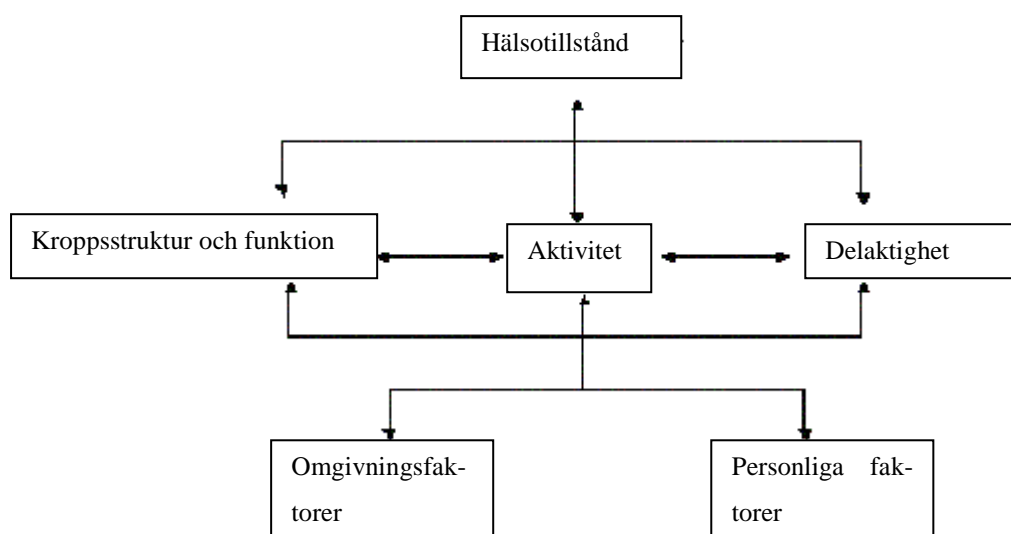 Hälsotillstånd
Kroppsstruktur och funktion
Aktivitet
Delaktighet
Omgivningsfak-
torer
Personliga fak-
torer